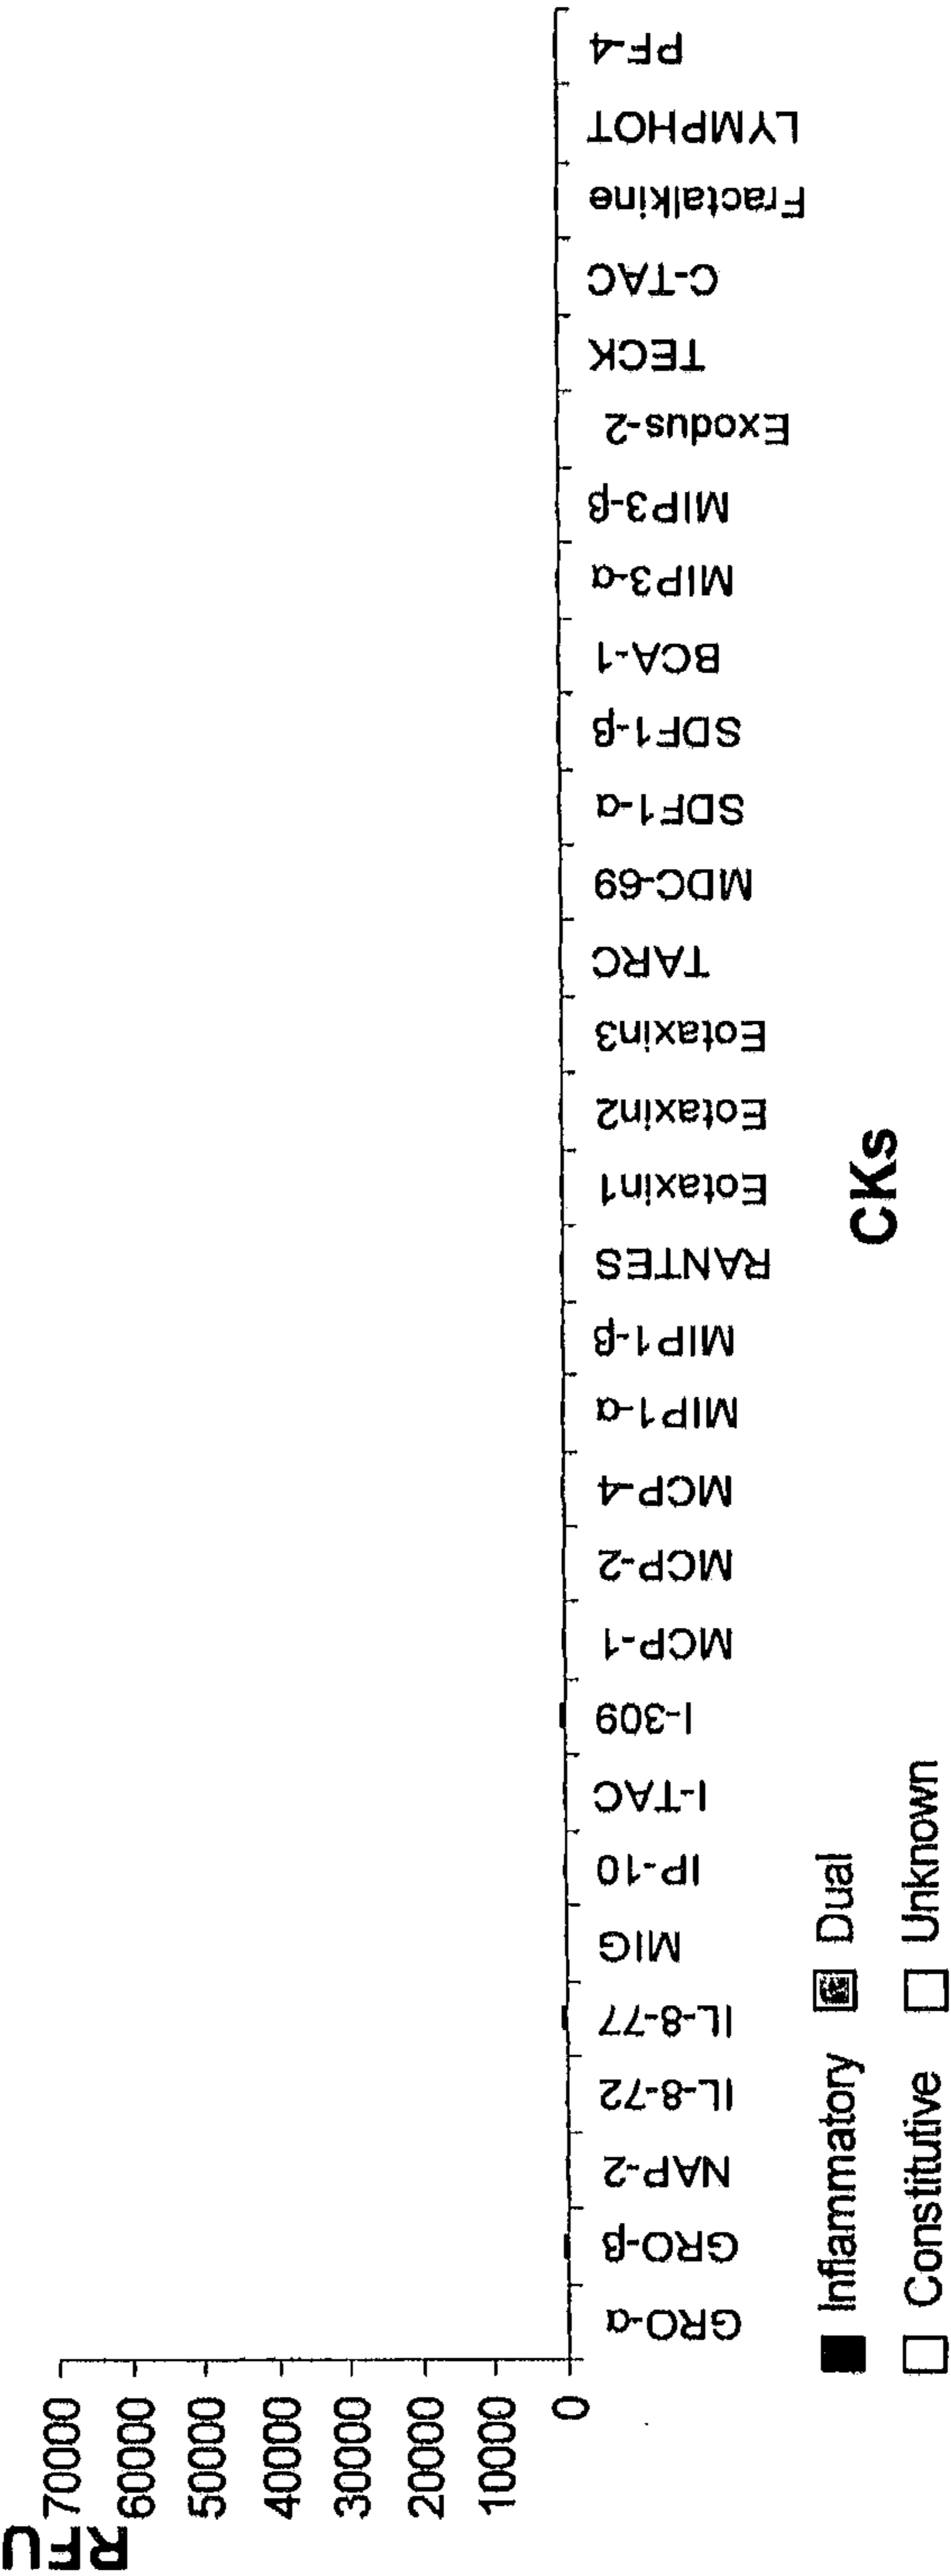 RFU
70000
60000
50000
40000
30000
20000
10000
0
GRO-α
GRO-β
NAP-2
IL-8-72
IL-8-77
MIG
IP-10
I-TAC
I-309
MCP-1
MCP-2
MCP-4
MIP1-α
MIP1-β
RANTES
Eotaxin1
Eotaxin2
Eotaxin3
TARC
MDC-69
SDF1-α
SDF1-β
BCA-1
MIP3-α
MIP3-β
Exodus-2
TECK
C-TAC
Fractalkine
LYMPHOT
PF-4
CKs
Inflammatory
Dual
Constitutive
Unknown